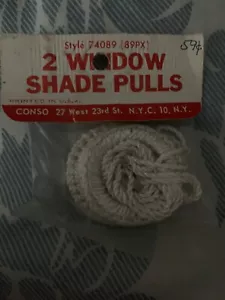 Style 74089 (89PX)
59¢
2 WINDOW
SHADE PULLS
CONSO 27 West 23rd St. N.Y.C. 10, N.Y.